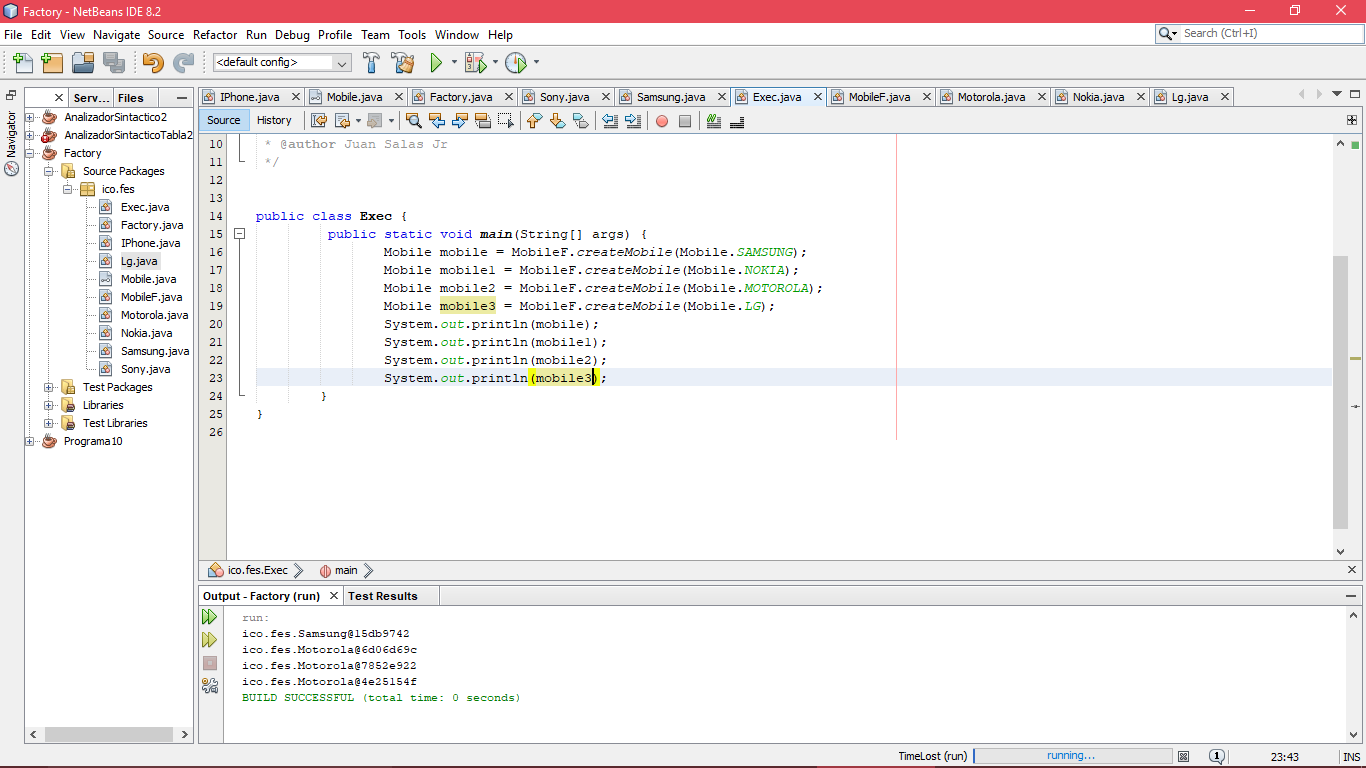 Factory - NetBeans IDE 8.2
File Edit View Navigate Source Refactor Run Debug Profile Team Tools Window Help
Search (Ctrl+I)
<default config>
Serv... Files
IPhone.java Mobile.java Factory.java Sony.java Samsung.java Exec.java MobileF.java Motorola.java Nokia.java Lg.java
Navigator
Source History
AnalizadorSintactico2
AnalizadorSintacticoTabla2
Factory
Source Packages
ico.fes
Exec.java
Factory.java
IPhone.java
Lg.java
Mobile.java
MobileF.java
Motorola.java
Nokia.java
Samsung.java
Sony.java
Test Packages
Libraries
Test Libraries
Programa10
10 * @author Juan Salas Jr
11 */
12
13
14 public class Exec {
15 public static void main(String[] args) {
16 Mobile mobile = MobileF.createMobile(Mobile.SAMSUNG);
17 Mobile mobile1 = MobileF.createMobile(Mobile.NOKIA);
18 Mobile mobile2 = MobileF.createMobile(Mobile.MOTOROLA);
19 Mobile mobile3 = MobileF.createMobile(Mobile.LG);
20 System.out.println(mobile);
21 System.out.println(mobile1);
22 System.out.println(mobile2);
23 System.out.println(mobile3);
24 }
25 }
26
ico.fes.Exec main
Output - Factory (run) Test Results
run:
ico.fes.Samsung@15db9742
ico.fes.Motorola@6d06d69c
ico.fes.Motorola@7852e922
ico.fes.Motorola@4e25154f
BUILD SUCCESSFUL (total time: 0 seconds)
TimeLost (run) running... 1 23:43 INS